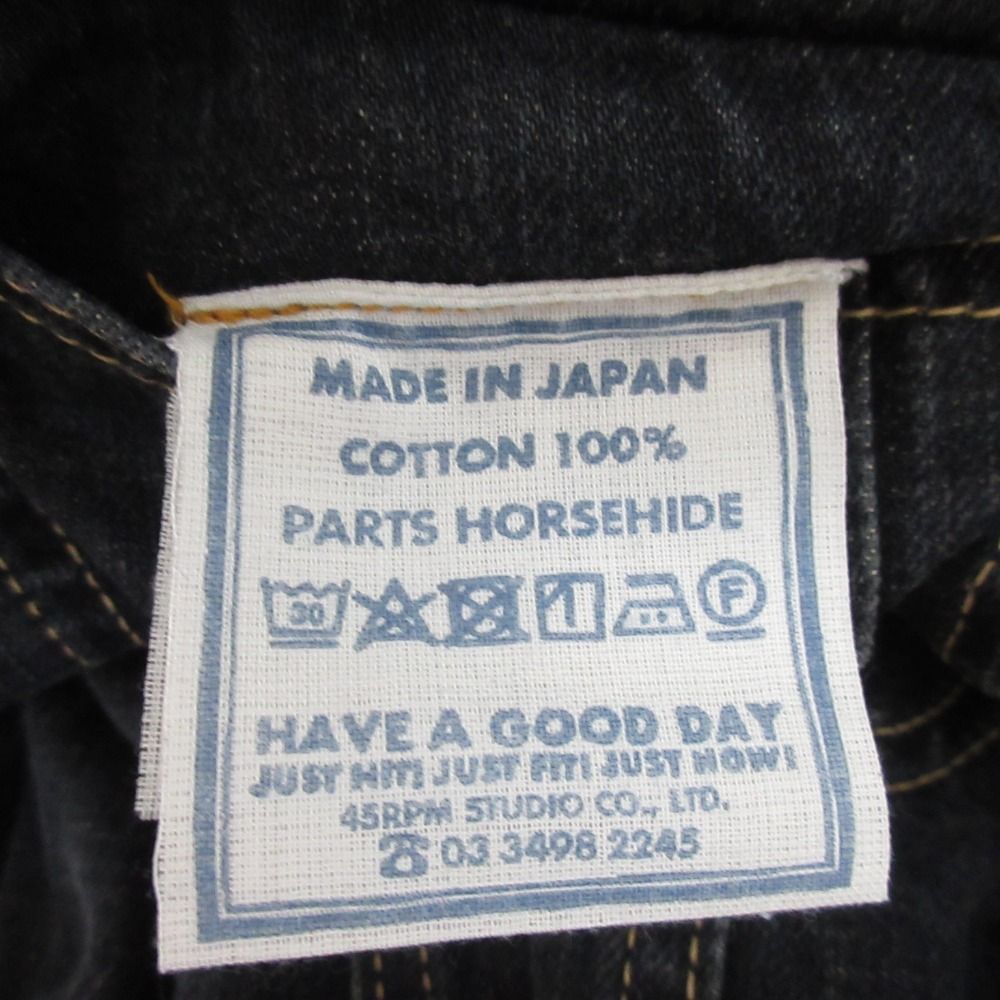 MADE IN JAPAN
COTTON 100%
PARTS HORSEHIDE
30 F
HAVE A GOOD DAY
JUST HIT! JUST FIT! JUST NOW!
45RPM STUDIO CO., LTD.
☎ 03 3498 2245